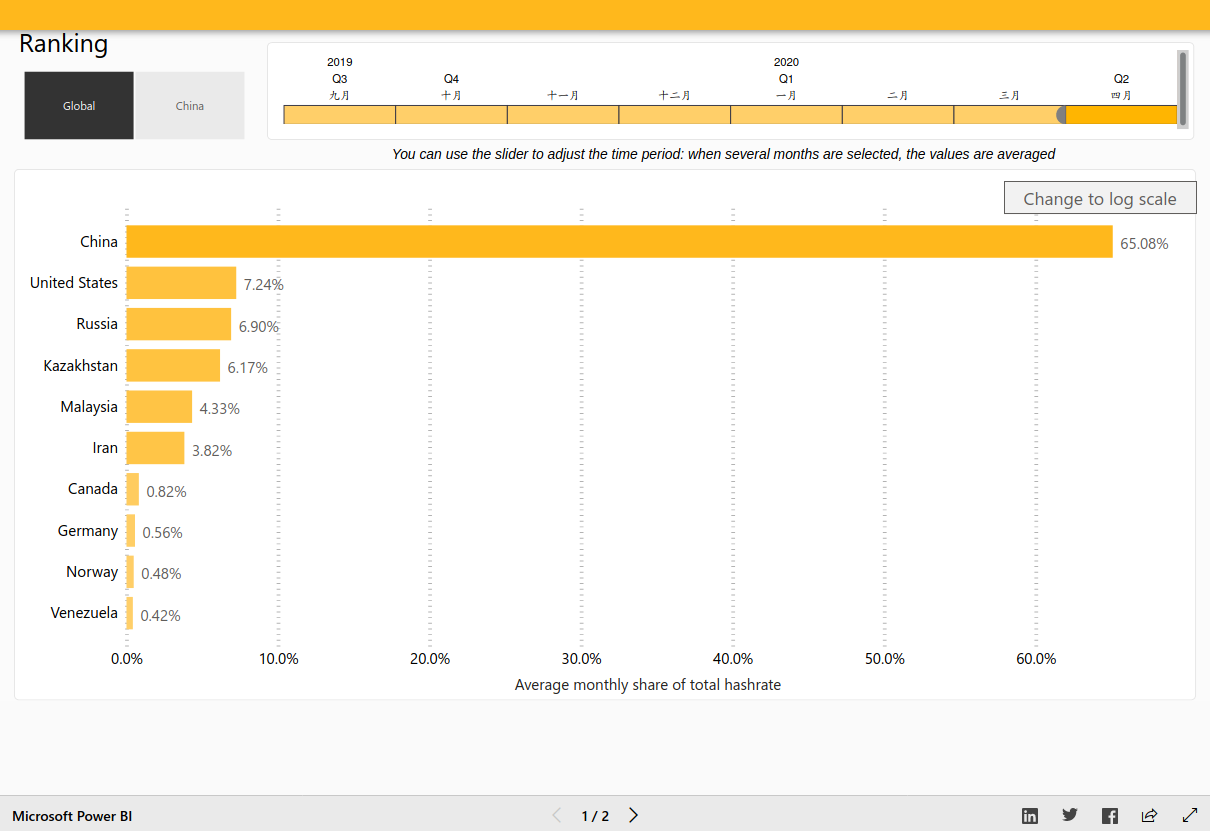 Ranking
Global
China
2019
2020
Q3
Q4
Q1
Q2
九月
十月
十一月
十二月
一月
二月
三月
四月
You can use the slider to adjust the time period: when several months are selected, the values are averaged
Change to log scale
China
65.08%
United States
7.24%
Russia
6.90%
Kazakhstan
6.17%
Malaysia
4.33%
Iran
3.82%
Canada
0.82%
Germany
0.56%
Norway
0.48%
Venezuela
0.42%
0.0%
10.0%
20.0%
30.0%
40.0%
50.0%
60.0%
Average monthly share of total hashrate
Microsoft Power BI
1 / 2